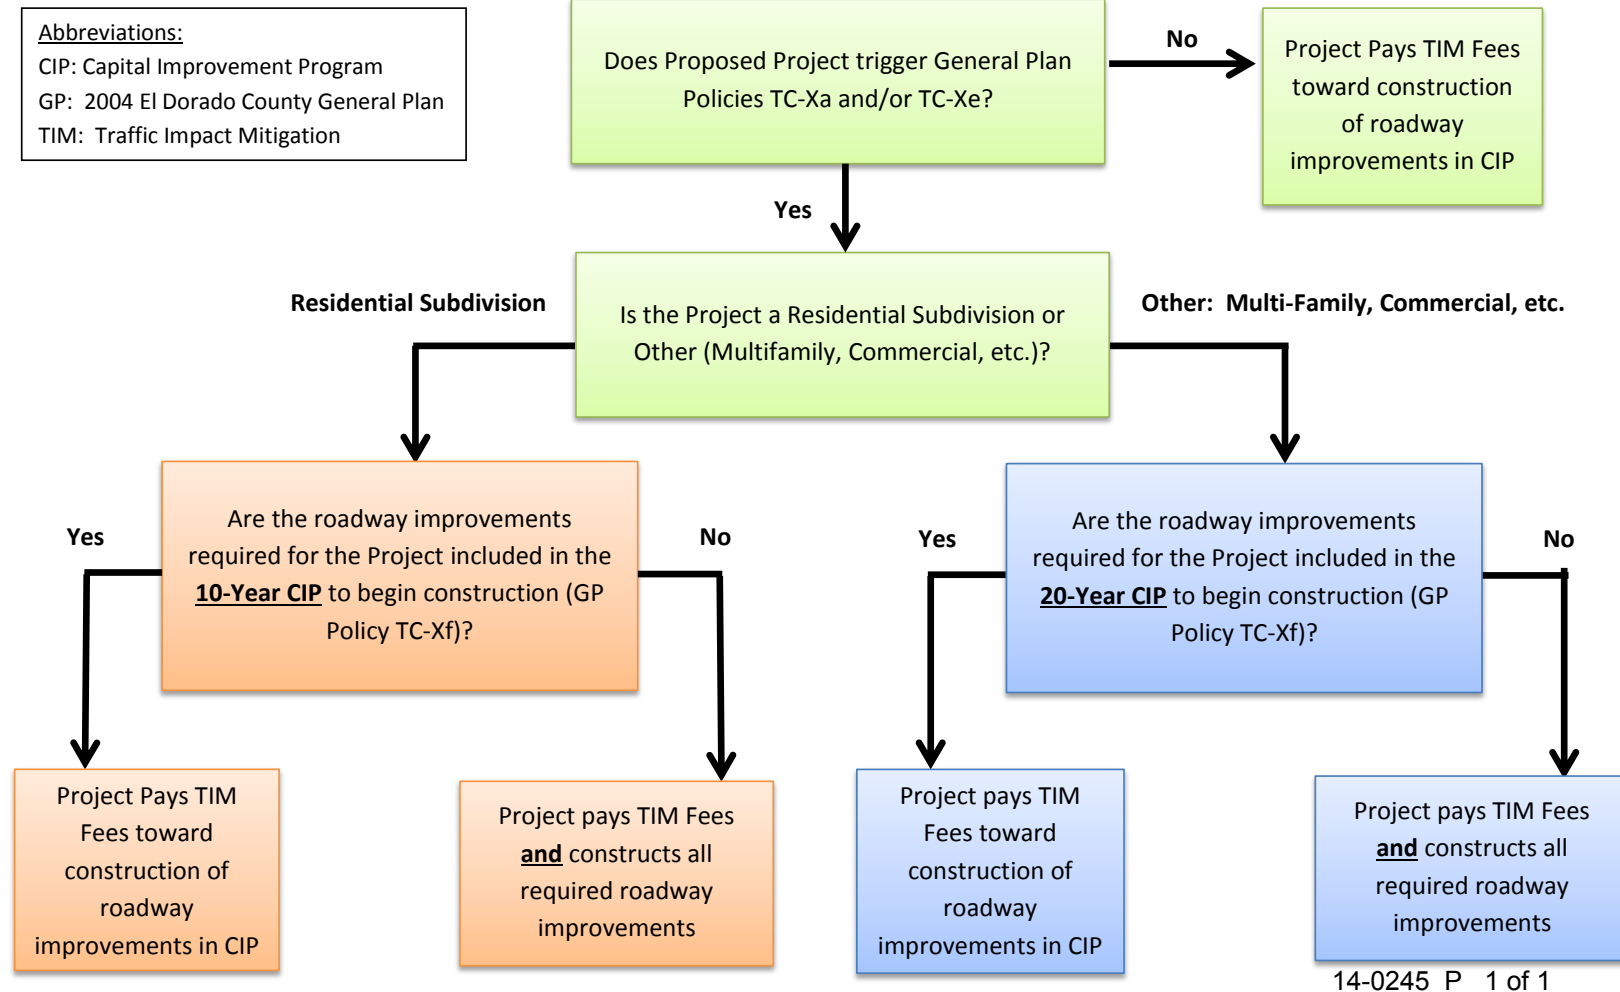 Abbreviations:
CIP: Capital Improvement Program
GP:  2004 El Dorado County General Plan
TIM:  Traffic Impact Mitigation
Does Proposed Project trigger General Plan
Policies TC-Xa and/or TC-Xe?
No
Project Pays TIM Fees
toward construction
of roadway
improvements in CIP
Yes
Residential Subdivision
Is the Project a Residential Subdivision or
Other (Multifamily, Commercial, etc.)?
Other:  Multi-Family, Commercial, etc.
Yes
Are the roadway improvements
required for the Project included in the
10-Year CIP to begin construction (GP
Policy TC-Xf)?
No
Yes
Are the roadway improvements
required for the Project included in the
20-Year CIP to begin construction (GP
Policy TC-Xf)?
No
Project Pays TIM
Fees toward
construction of
roadway
improvements in CIP
Project pays TIM Fees
and constructs all
required roadway
improvements
Project pays TIM
Fees toward
construction of
roadway
improvements in CIP
Project pays TIM Fees
and constructs all
required roadway
improvements
14-0245  P   1 of 1